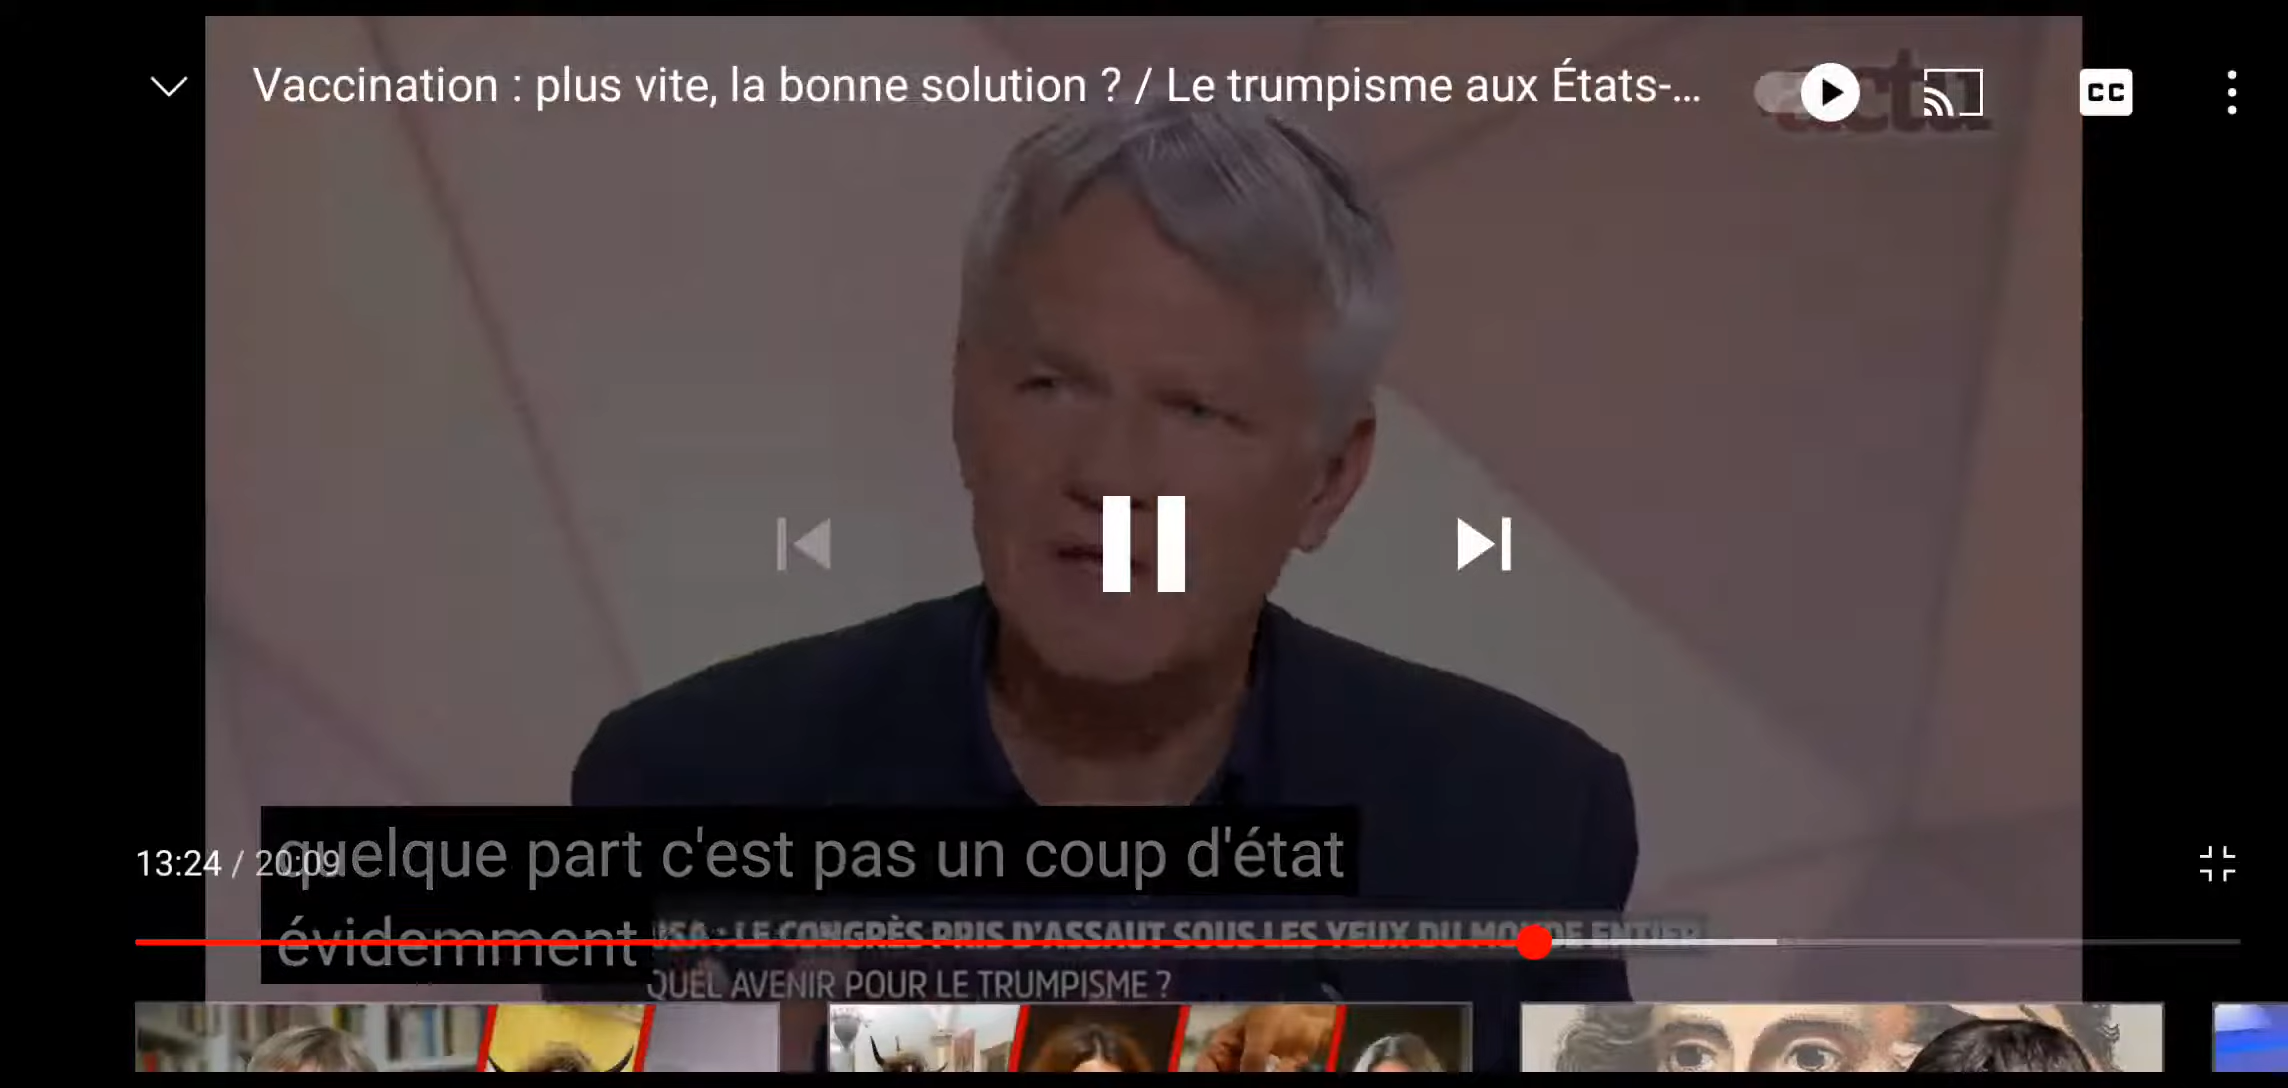 Vaccination : plus vite, la bonne solution ? / Le trumpisme aux États-...
actu
CC
quelque part c'est pas un coup d'état
13:24 / 20:09
évidemment
USA : LE CONGRÈS PRIS D'ASSAUT SOUS LES YEUX DU MONDE ENTIER
QUEL AVENIR POUR LE TRUMPISME ?